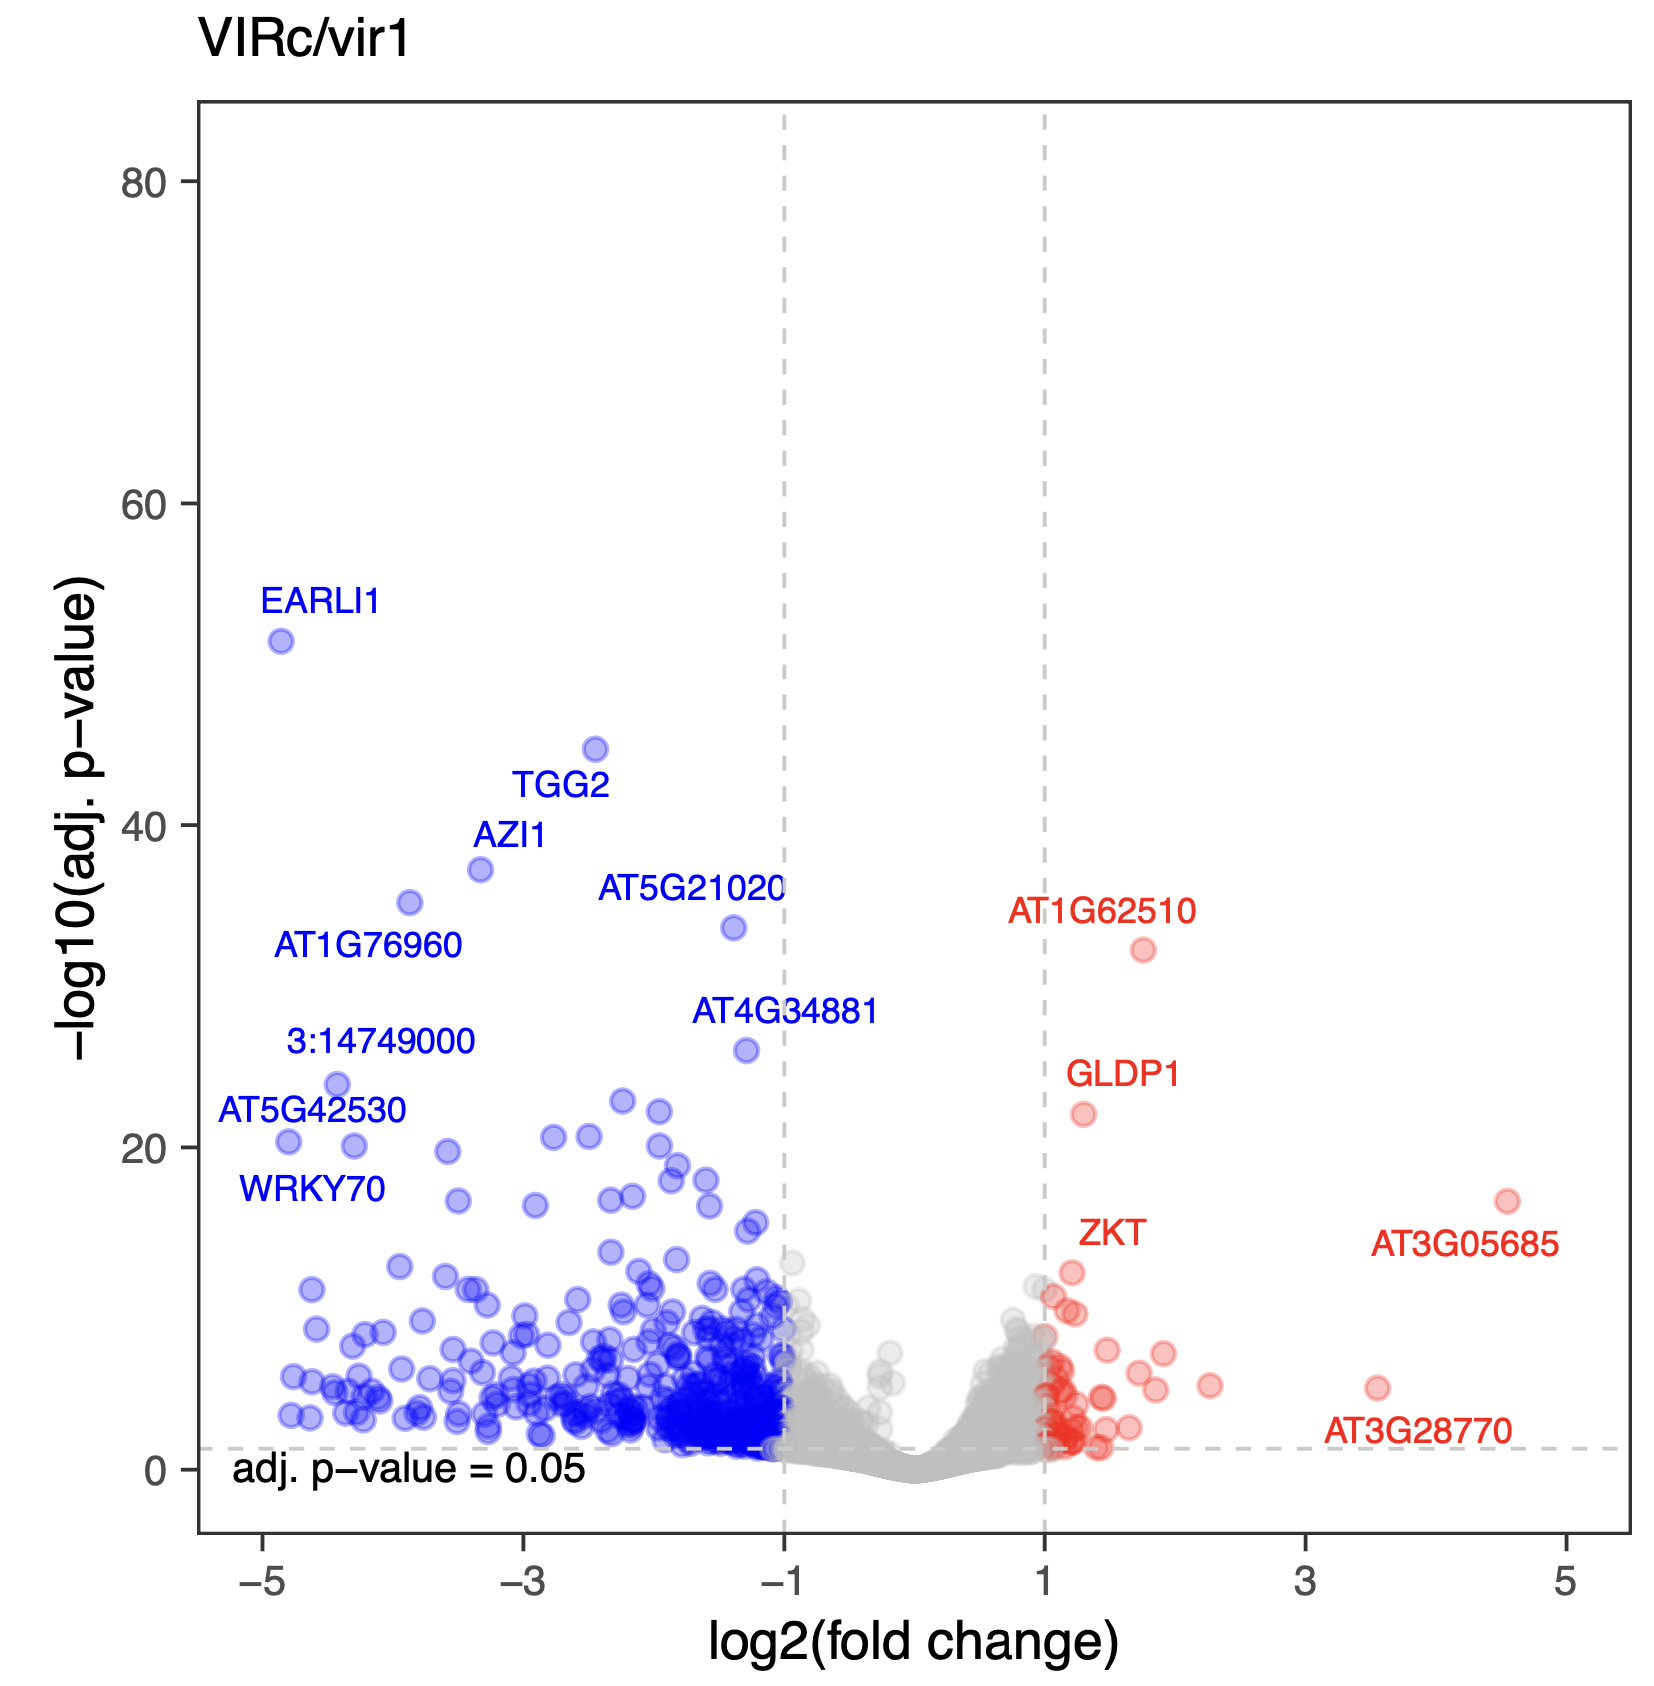 VIRc/vir1
80
60
40
20
0
−log10(adj. p−value)
EARLI1
TGG2
AZI1
AT5G21020
AT1G62510
AT1G76960
AT4G34881
3:14749000
GLDP1
AT5G42530
WRKY70
ZKT
AT3G05685
AT3G28770
adj. p−value = 0.05
−5 −3 −1 1 3 5
log2(fold change)